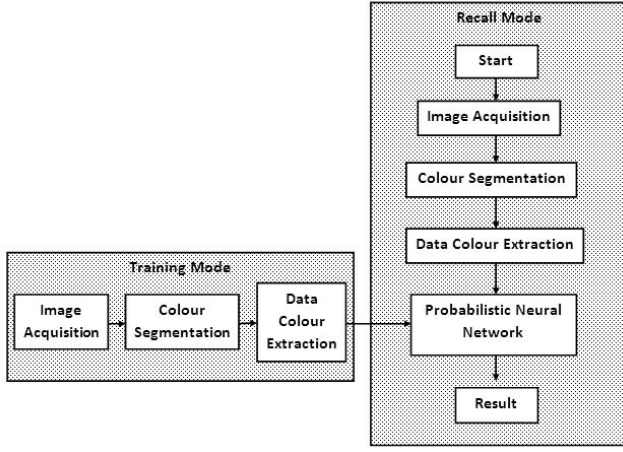 Recall Mode
Start
Image Acquisition
Colour Segmentation
Data Colour Extraction
Training Mode
Image
Acquisition
Colour
Segmentation
Data
Colour
Extraction
Probabilistic Neural
Network
Result